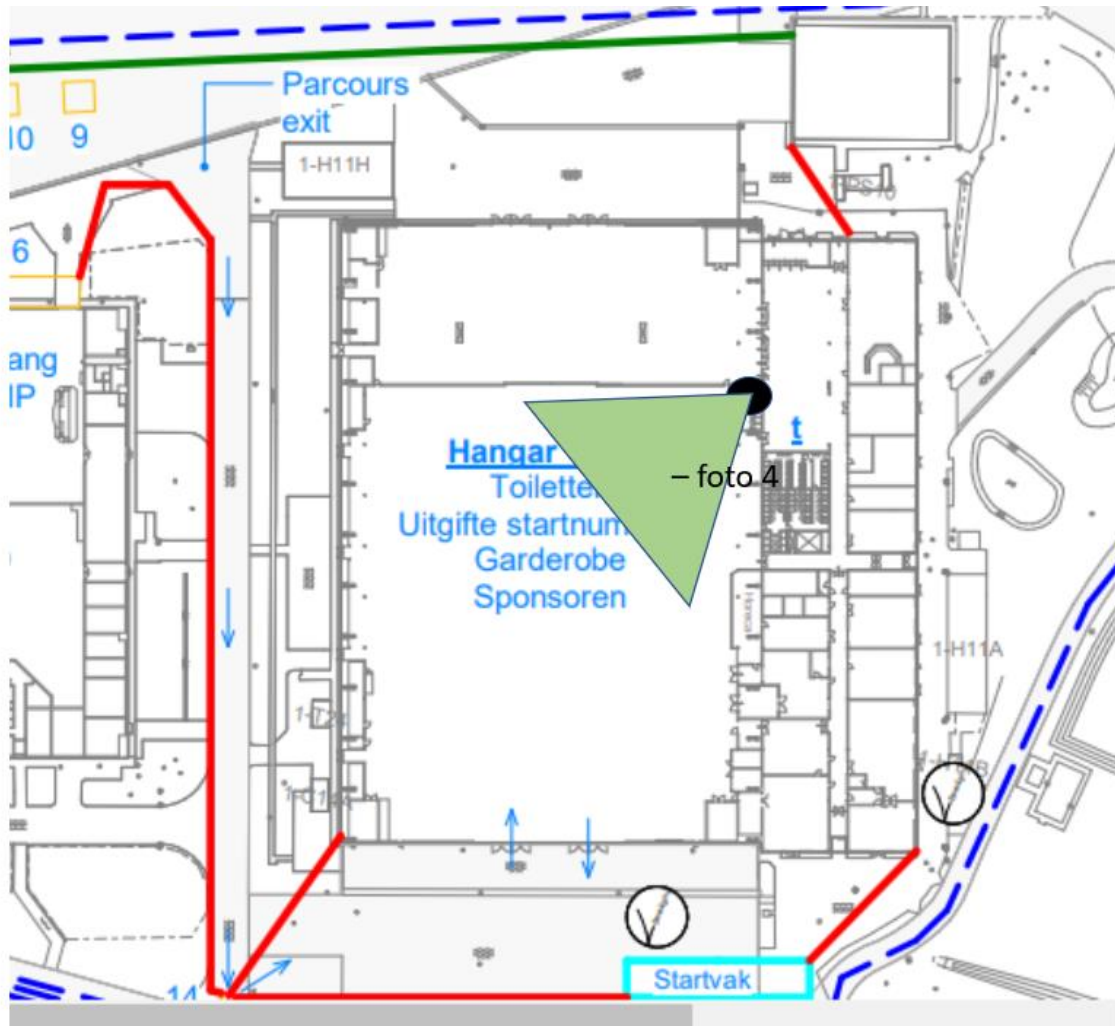 Parcours
exit
10
9
1-H11H
6
ang
IP
Hangar
t
– foto 4
Toiletten
Uitgifte startnum
Garderobe
Sponsoren
Horeca
1-H11A
14
Startvak